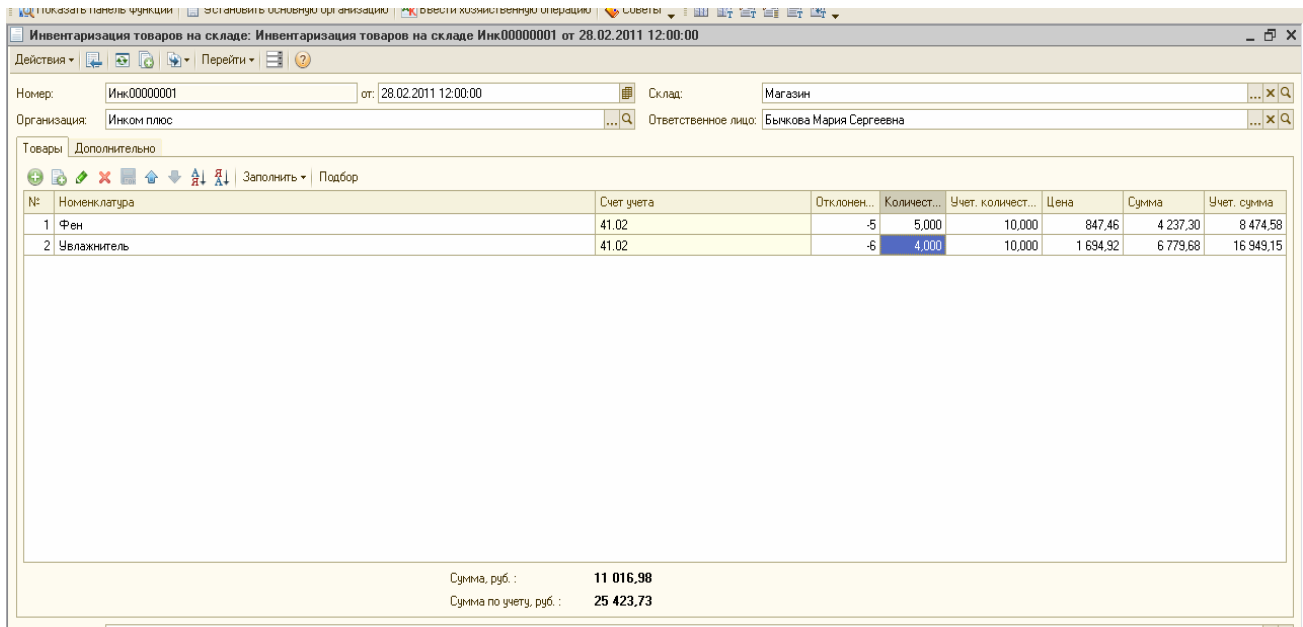 Показать панель функций Установить основную организацию Ввести хозяйственную операцию Советы
Инвентаризация товаров на складе: Инвентаризация товаров на складе Инк00000001 от 28.02.2011 12:00:00
Действия Перейти
Номер: Инк00000001 от: 28.02.2011 12:00:00 Склад: Магазин
Организация: Инком плюс Ответственное лицо: Бычкова Мария Сергеевна
Товары Дополнительно
Заполнить Подбор
№ Номенклатура Счет учета Отклонен... Количест... Учет. количест... Цена Сумма Учет. сумма
1 Фен 41.02 -5 5,000 10,000 847,46 4 237,30 8 474,58
2 Увлажнитель 41.02 -6 4,000 10,000 1 694,92 6 779,68 16 949,15
Сумма, руб. : 11 016,98
Сумма по учету, руб. : 25 423,73